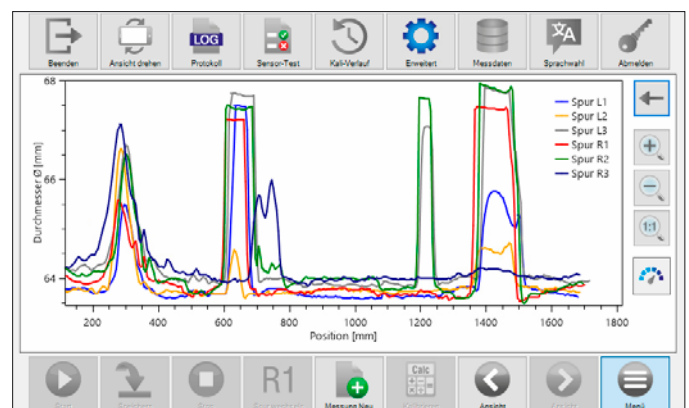 LOG
Beenden Ansicht drehen Protokoll Sensor-Test Kali-Verlauf Erweitert Messdaten Sprachwahl Abmelden
68
66
64
Durchmesser Ø [mm]
Spur L1
Spur L2
Spur L3
Spur R1
Spur R2
Spur R3
1:1
200 400 600 800 1000 1200 1400 1600 1800
Position [mm]
R1
Calc
Messung Neu Ansicht Menü